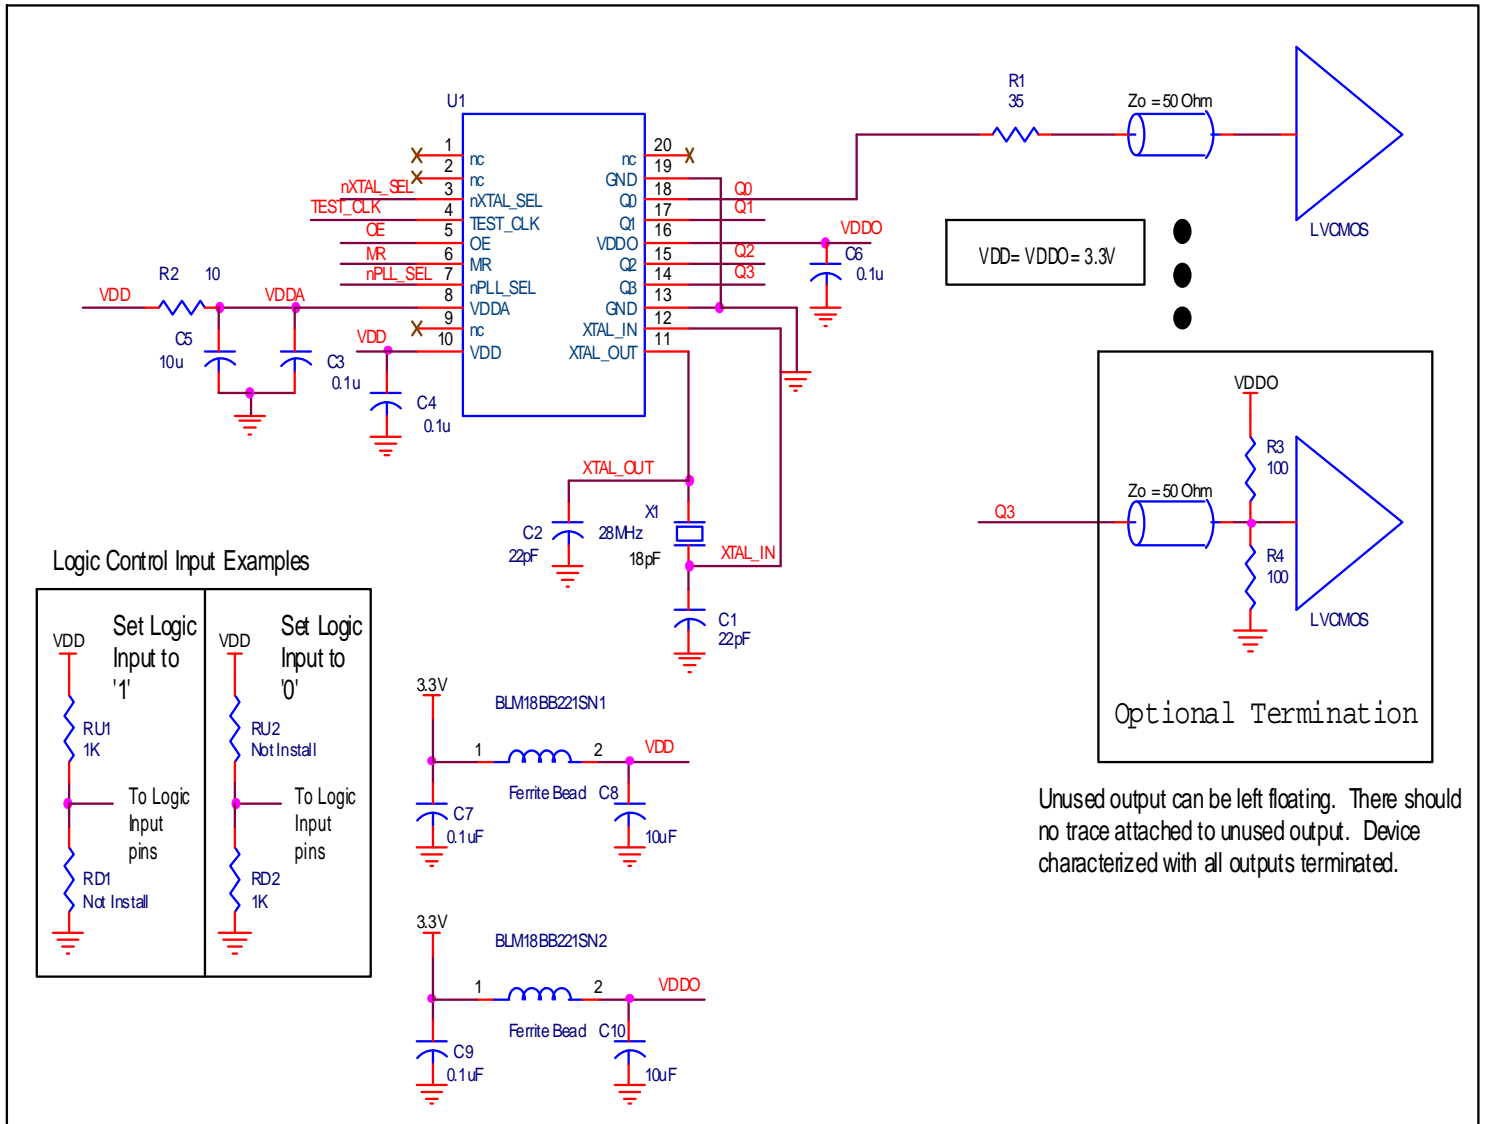 U1
1
2
3
4
5
6
7
8
9
10
nc
nc
nXTAL_SEL
TEST_CLK
OE
MR
nPLL_SEL
VDDA
nc
VDD
20
19
18
17
16
15
14
13
12
11
nc
GND
Q0
Q1
VDDO
Q2
Q3
GND
XTAL_IN
XTAL_OUT
nXTAL_SEL
TEST_CLK
OE
MR
nPLL_SEL
R2 10
VDD
VDDA
C5
10u
C3
0.1u
VDD
C4
0.1u
Q0
Q1
VDDO
Q2
Q3
C6
0.1u
R1
35
Zo = 50 Ohm
LVCMOS
VDD= VDDO= 3.3V
VDDO
R3
100
Zo = 50 Ohm
Q3
R4
100
LVCMOS
Optional Termination
XTAL_OUT
C2
22pF
X1
28MHz
18pF
XTAL_IN
C1
22pF
Logic Control Input Examples
VDD
Set Logic
Input to
'1'
RU1
1K
To Logic
Input
pins
RD1
Not Install
VDD
Set Logic
Input to
'0'
RU2
Not Install
To Logic
Input
pins
RD2
1K
3.3V
BLM18BB221SN1
1
2
VDD
Ferrite Bead
C7
0.1uF
C8
10uF
3.3V
BLM18BB221SN2
1
2
VDDO
Ferrite Bead
C9
0.1uF
C10
10uF
Unused output can be left floating. There should
no trace attached to unused output. Device
characterized with all outputs terminated.